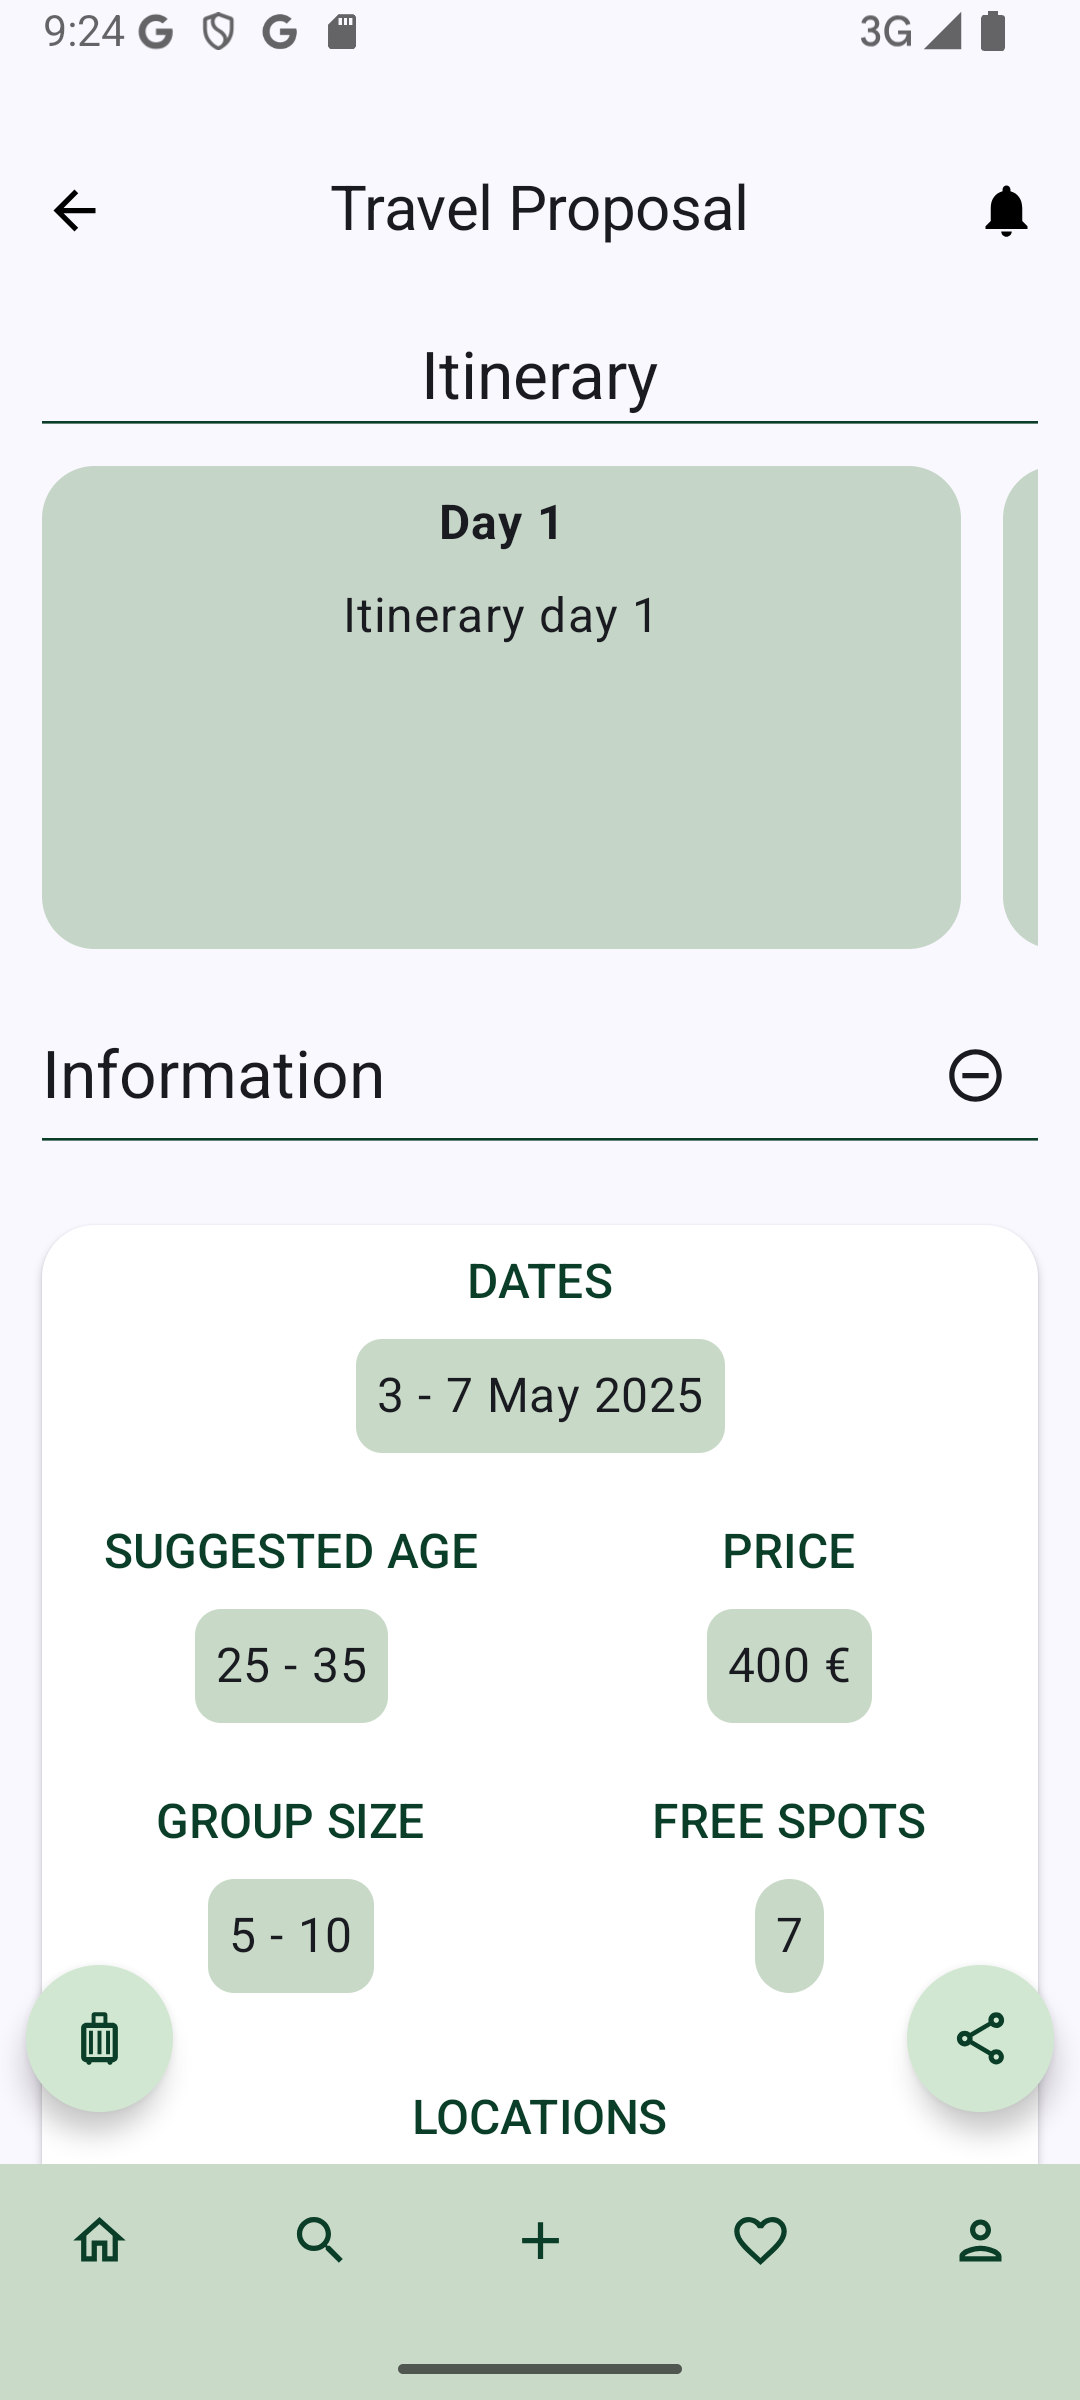 9:24
3G
Travel Proposal
Itinerary
Day 1
Itinerary day 1
Information
DATES
3 - 7 May 2025
SUGGESTED AGE
PRICE
25 - 35
400 €
GROUP SIZE
FREE SPOTS
5 - 10
7
LOCATIONS